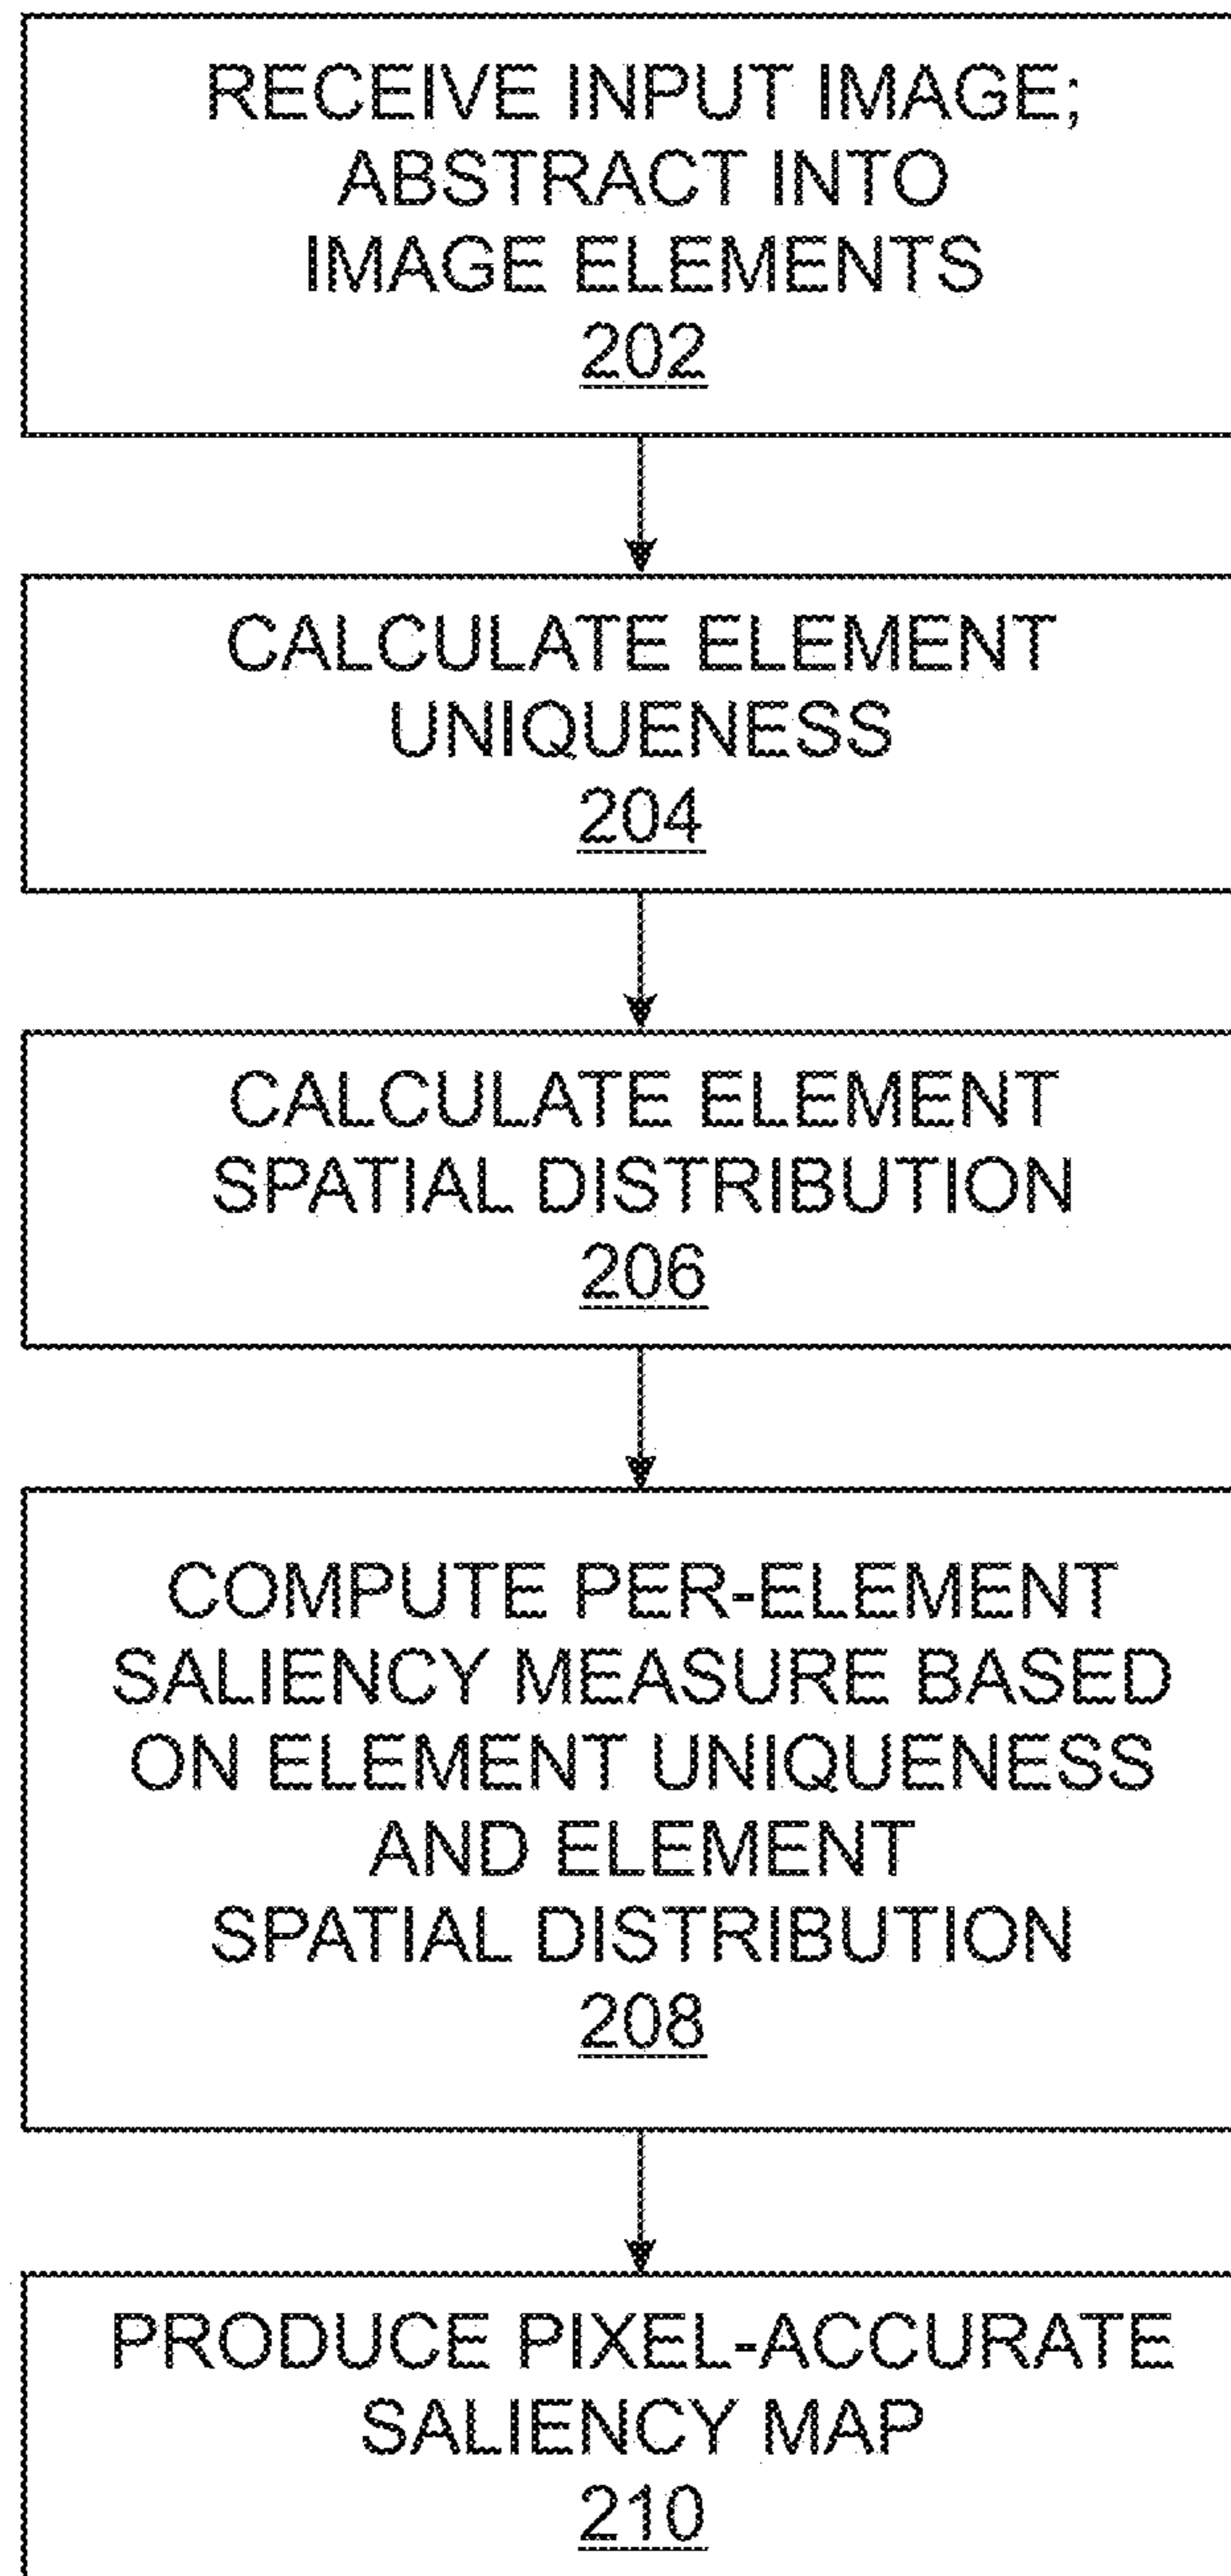 RECEIVE INPUT IMAGE;
ABSTRACT INTO
IMAGE ELEMENTS
202
CALCULATE ELEMENT
UNIQUENESS
204
CALCULATE ELEMENT
SPATIAL DISTRIBUTION
206
COMPUTE PER-ELEMENT
SALIENCY MEASURE BASED
ON ELEMENT UNIQUENESS
AND ELEMENT
SPATIAL DISTRIBUTION
208
PRODUCE PIXEL-ACCURATE
SALIENCY MAP
210